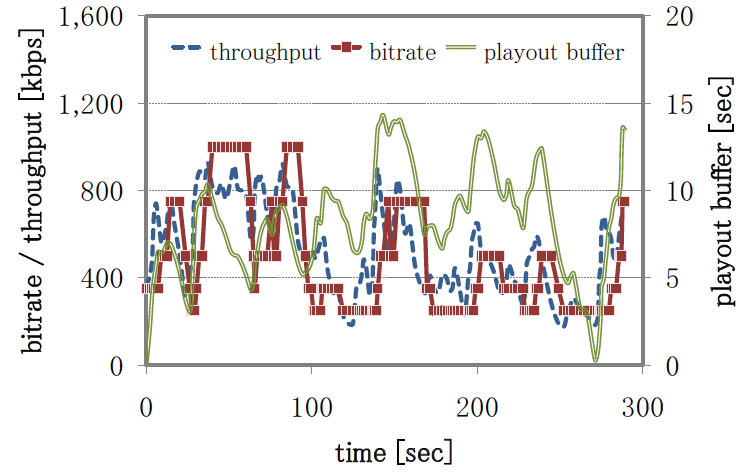 1,600
1,200
800
400
0
bitrate / throughput [kbps]
throughput
bitrate
playout buffer
20
15
10
5
0
playout buffer [sec]
0
100
200
300
time [sec]